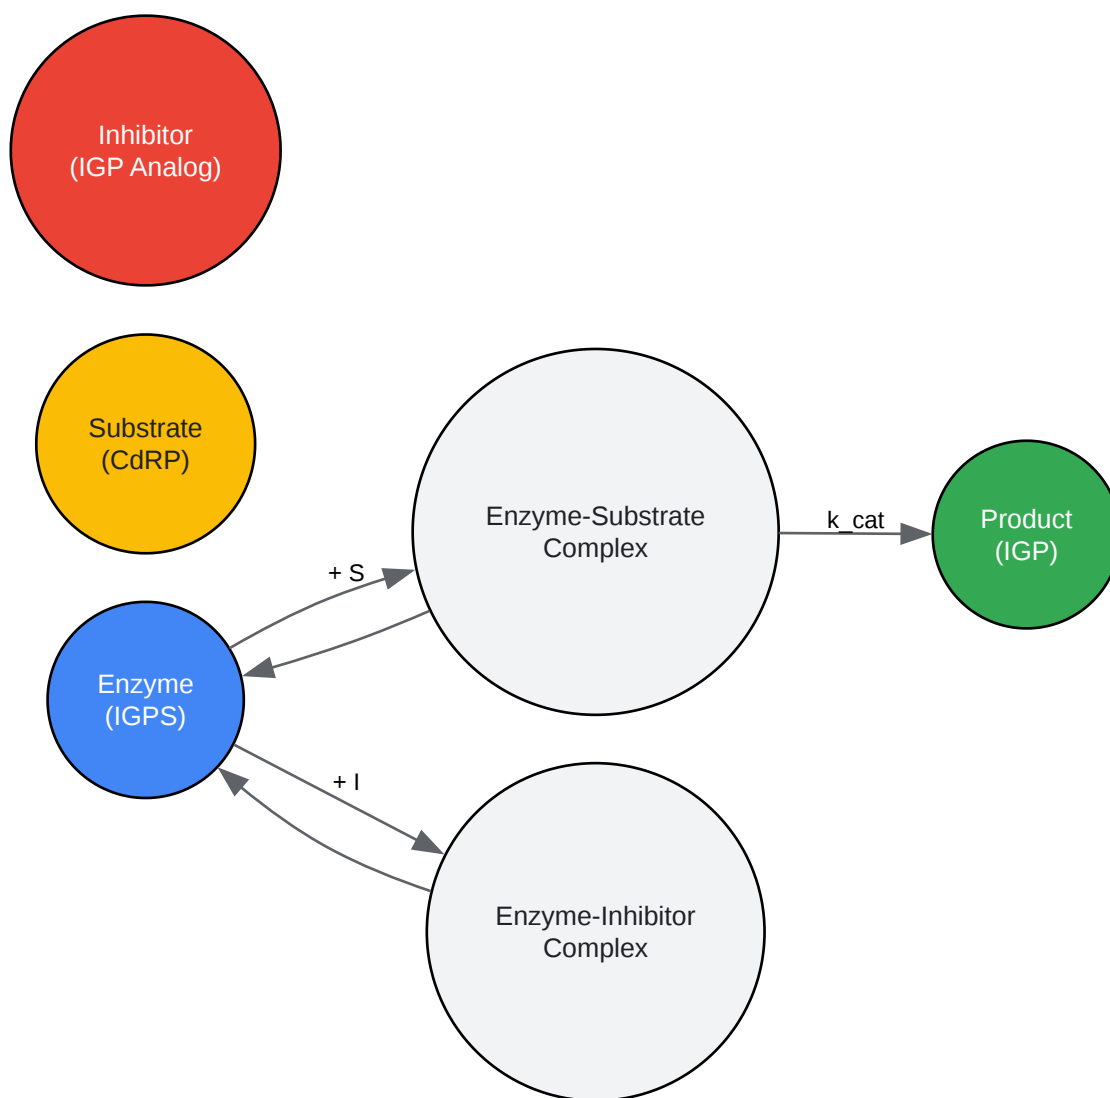 Inhibitor
(IGP Analog)
Substrate
(CdRP)
Enzyme-Substrate
Complex
k_cat
Product
(IGP)
+ S
Enzyme
(IGPS)
+ I
Enzyme-Inhibitor
Complex